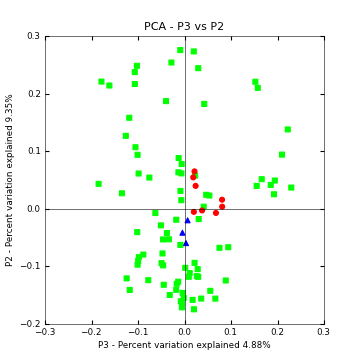 PCA - P3 vs P2
0.3
0.2
0.1
0.0
−0.1
−0.2
P2 - Percent variation explained 9.35%
−0.3 −0.2 −0.1 0.0 0.1 0.2 0.3
P3 - Percent variation explained 4.88%